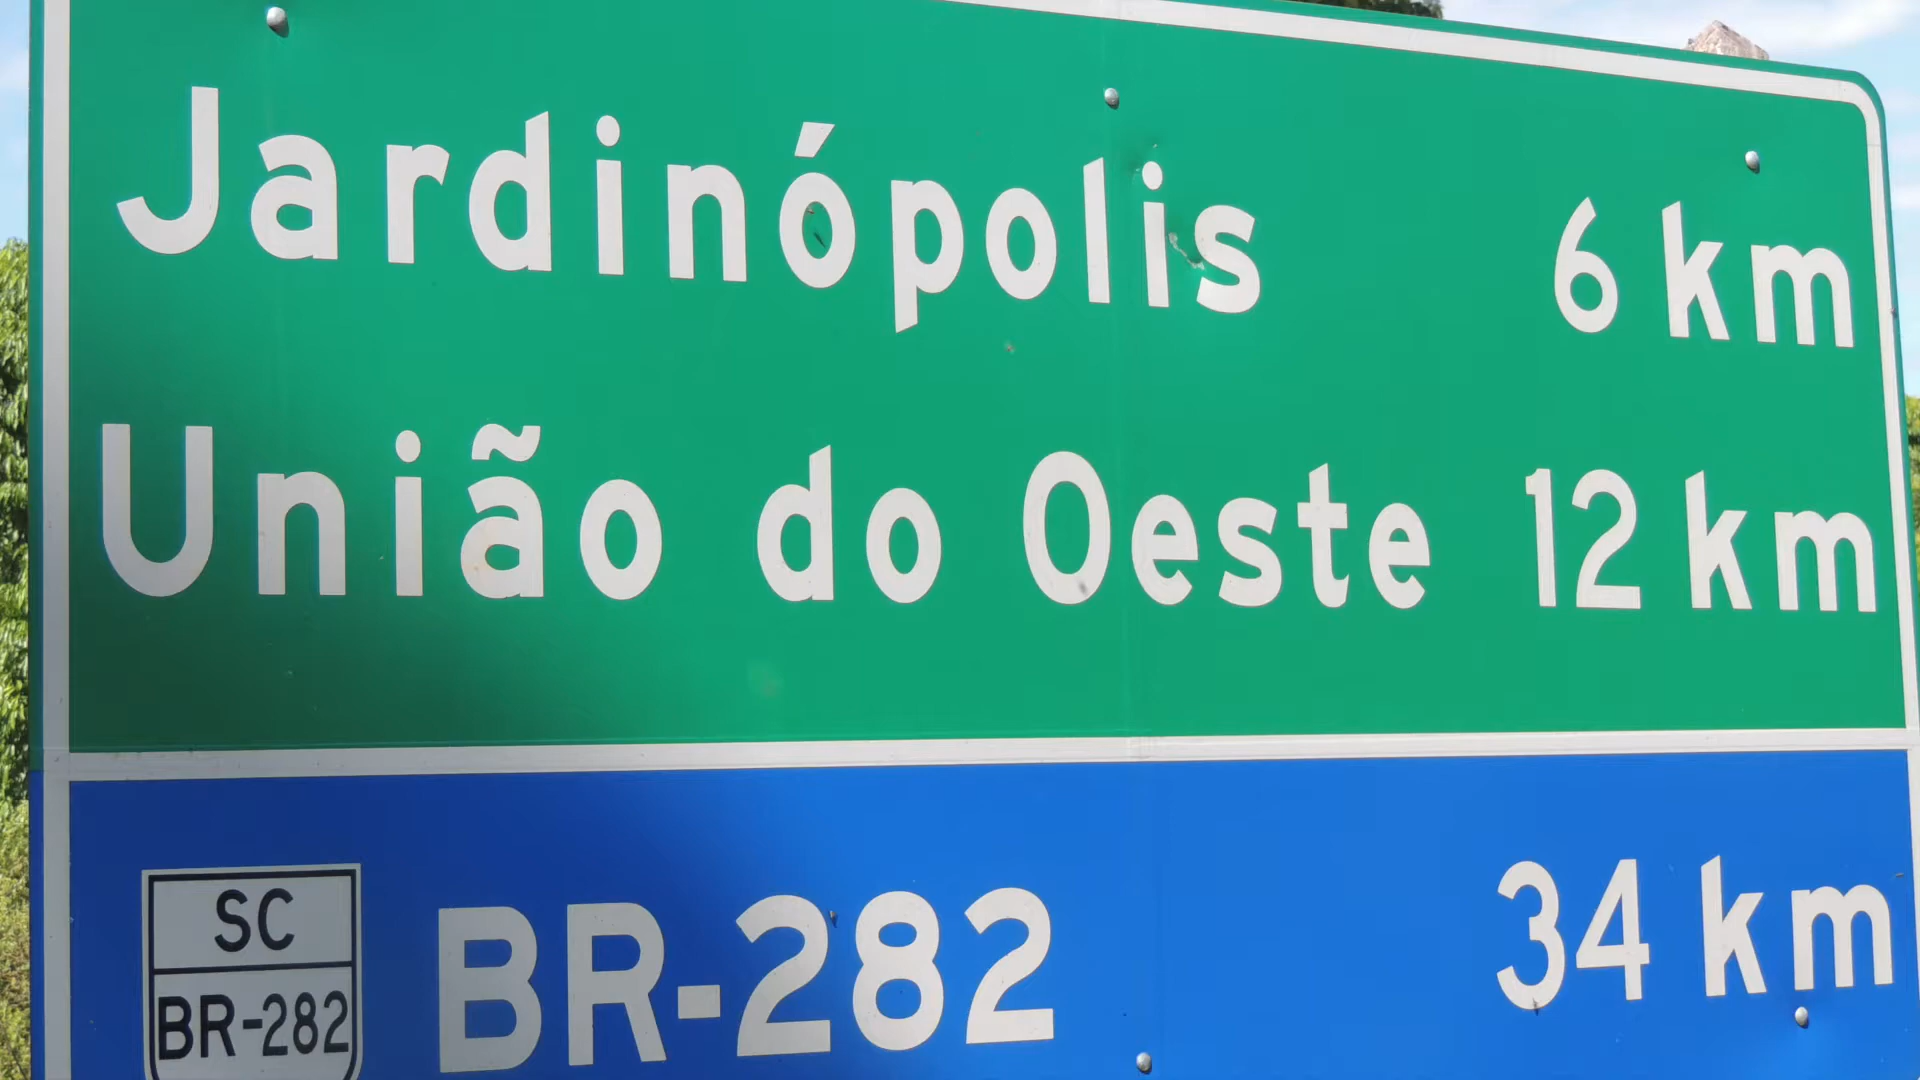 Jardinópolis 6 km
União do Oeste 12 km
SC
BR-282
BR-282 34 km